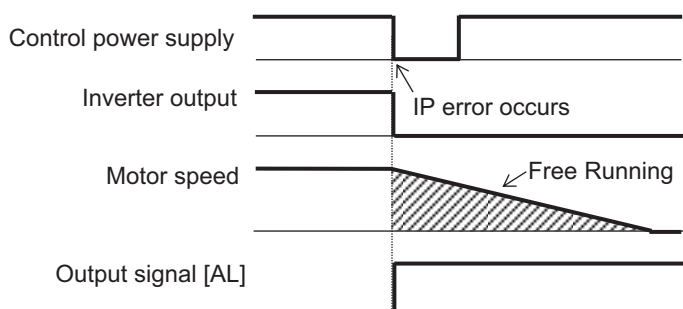 Control power supply
IP error occurs
Inverter output
Free Running
Motor speed
Output signal [AL]